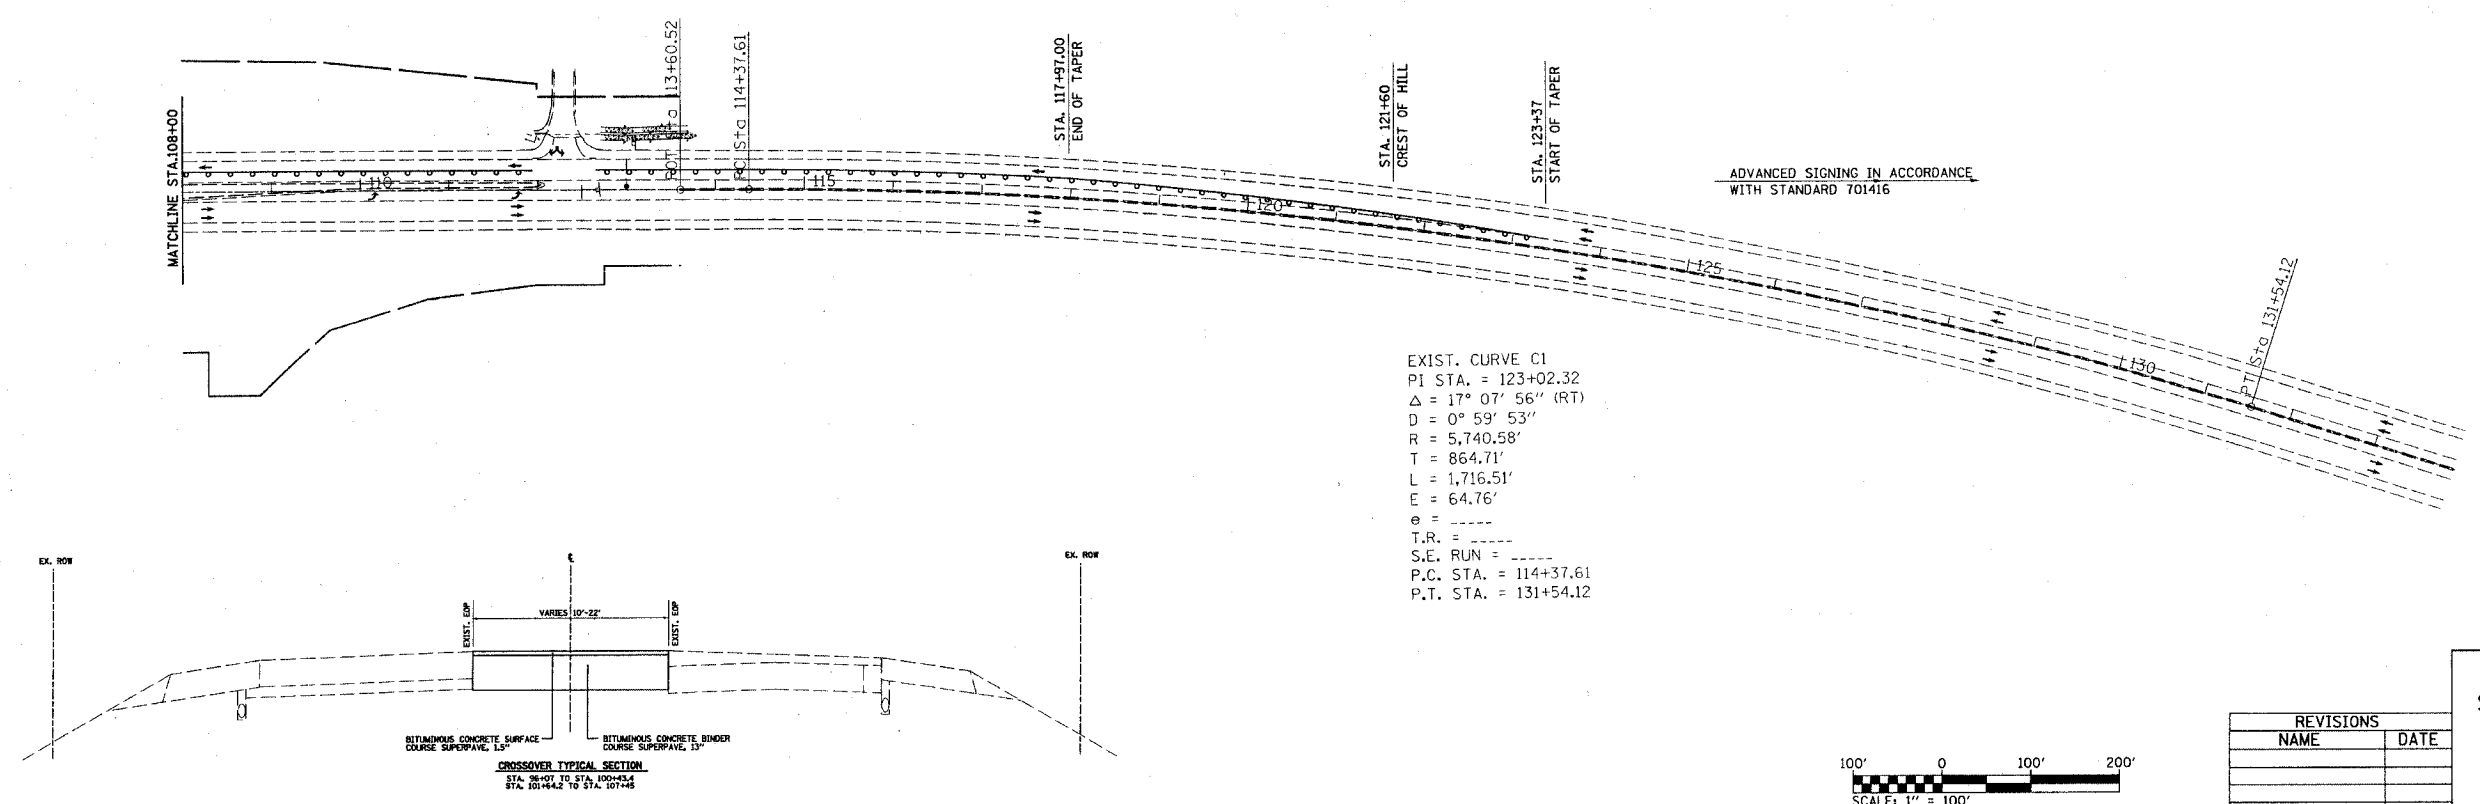 MATCHLINE STA.108+00
110
POT Sta 113+60.52
PC Sta 114+37.61
115
STA. 117+97.00
END OF TAPER
120
STA. 121+60
CREST OF HILL
STA. 123+37
START OF TAPER
125
ADVANCED SIGNING IN ACCORDANCE
WITH STANDARD 701416
130
PT Sta 131+54.12
EXIST. CURVE C1
PI STA. = 123+02.32
Δ = 17° 07' 56'' (RT)
D = 0° 59' 53''
R = 5,740.58'
T = 864.71'
L = 1,716.51'
E = 64.76'
e = _____
T.R. = _____
S.E. RUN = _____
P.C. STA. = 114+37.61
P.T. STA. = 131+54.12
EX. ROW
℄
EX. ROW
EXIST. EOP
VARIES 10'-22'
EXIST. EOP
BITUMINOUS CONCRETE SURFACE
COURSE SUPERPAVE, 1.5"
BITUMINOUS CONCRETE BINDER
COURSE SUPERPAVE, 13"
CROSSOVER TYPICAL SECTION
STA. 96+07 TO STA. 100+43.4
STA. 101+64.2 TO STA. 107+45
100' 0 100' 200'
SCALE: 1'' = 100'
REVISIONS
NAME DATE